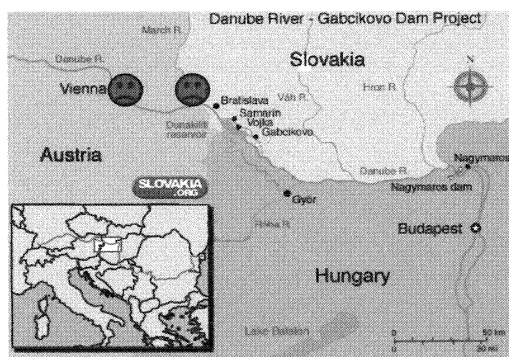 Danube River - Gabcikovo Dam Project
March R.
Slovakia
N
Danube R.
Vienna
Hron R.
Váh R.
Bratislava
Samarin
Vojka
Gabcikovo
Dunakiliti
reservoir
Austria
Danube R.
Nagymaros
Nagymaros dam
SLOVAKIA
.ORG
Győr
Budapest
Rába R.
Hungary
Lake Balaton
0 50 km
0 30 mi